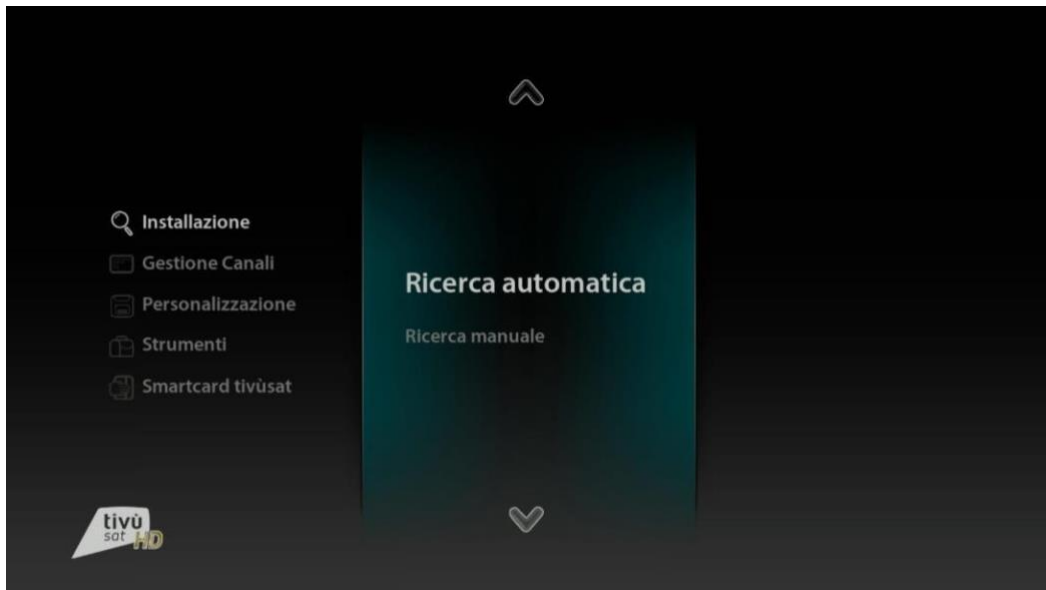 Installazione
Gestione Canali
Personalizzazione
Strumenti
Smartcard tivùsat
Ricerca automatica
Ricerca manuale
tivù
sat HD